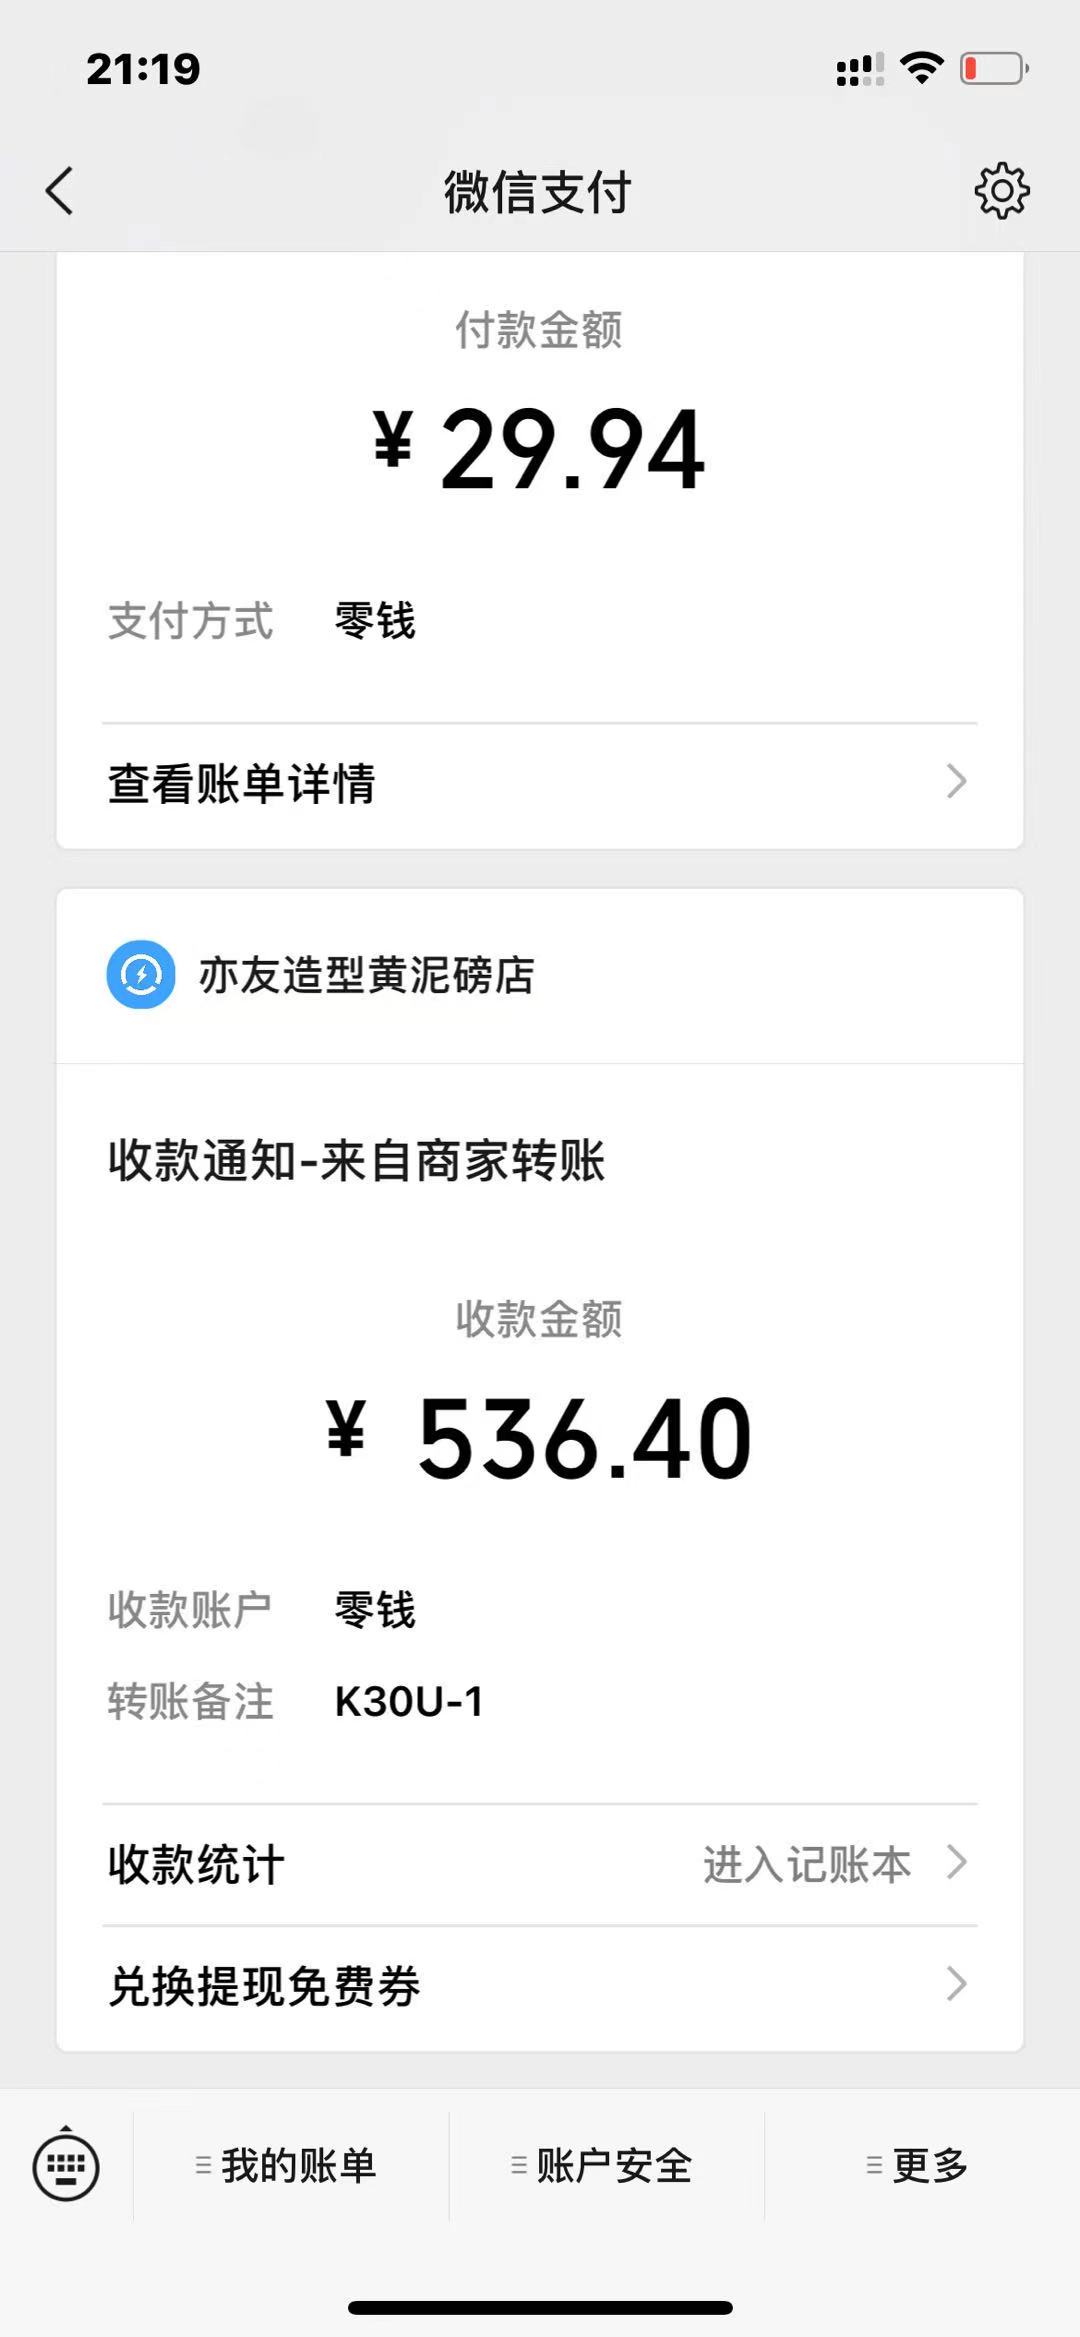 21:19
微信支付
付款金额
¥29.94
支付方式 零钱
查看账单详情
亦友造型黄泥磅店
收款通知-来自商家转账
收款金额
¥ 536.40
收款账户 零钱
转账备注 K30U-1
收款统计 进入记账本
兑换提现免费券
我的账单 账户安全 更多